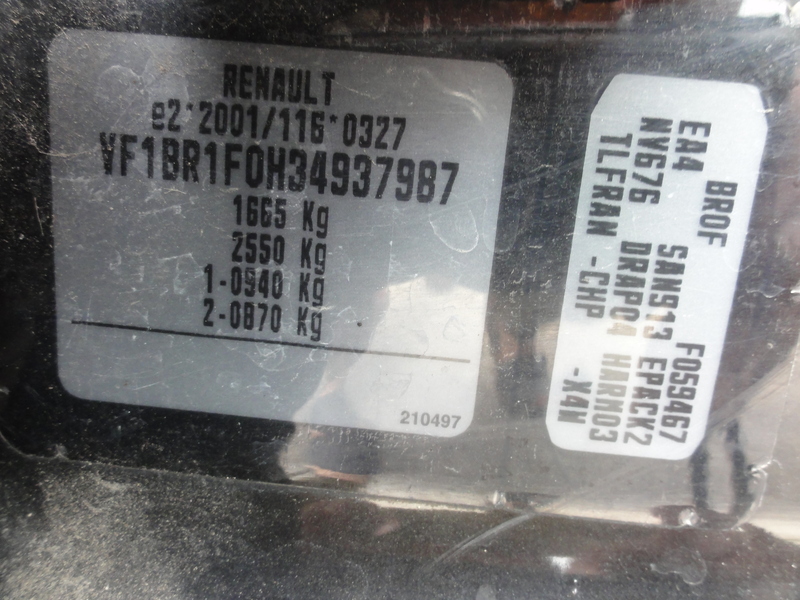 RENAULT
e2*2001/116*0327
VF1BR1F0H34937987
1665 Kg
2550 Kg
1-0940 Kg
2-0870 Kg
210497
BR0F F059467
EA4 SAN913 EPACK2
NV676 DRAP04 HARM03
TLFRAN -CHP -X4N